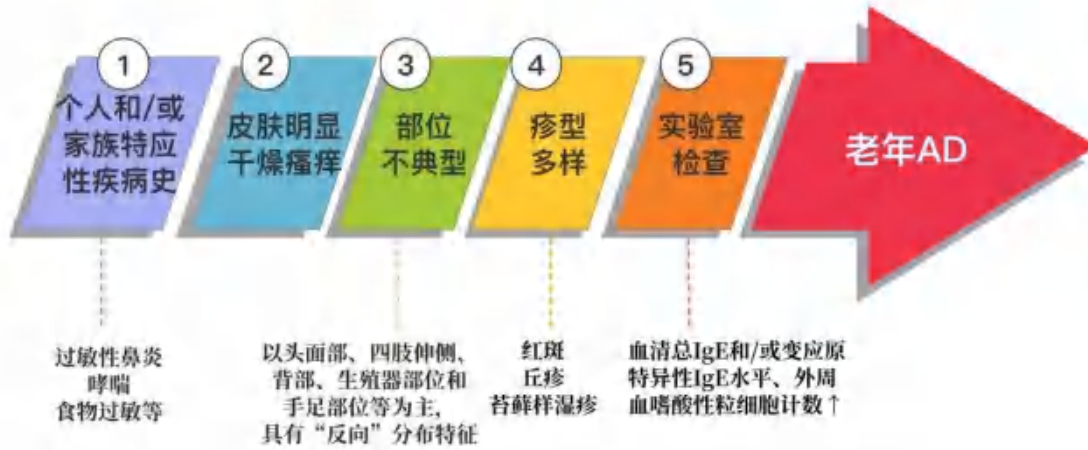 1
个人和/或
家族特应
性疾病史
2
皮肤明显
干燥瘙痒
3
部位
不典型
4
疹型
多样
5
实验室
检查
老年AD
过敏性鼻炎
哮喘
食物过敏等
以头面部、四肢伸侧、
背部、生殖器部位和
手足部位等为主，
具有“反向”分布特征
红斑
丘疹
苔藓样湿疹
血清总IgE和/或变应原
特异性IgE水平、外周
血嗜酸性粒细胞计数↑